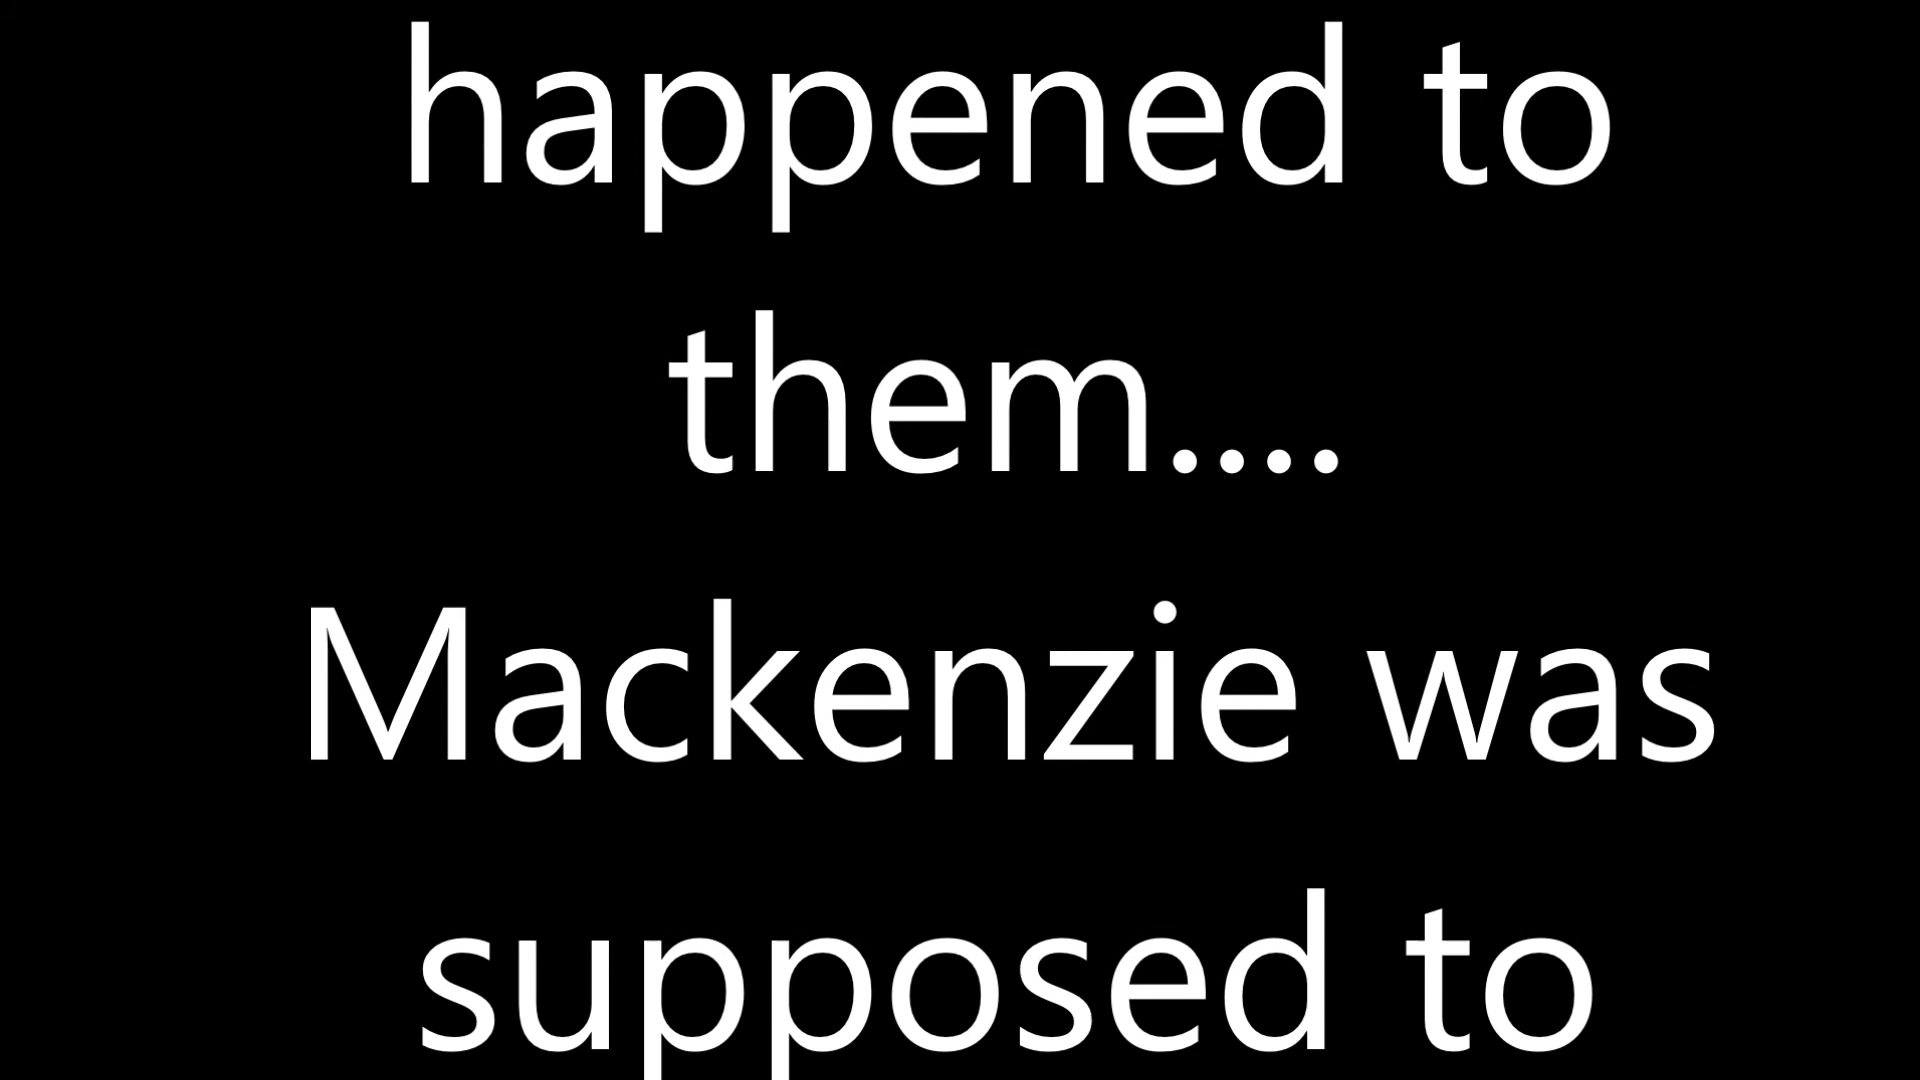 happened to
them....
Mackenzie was
supposed to